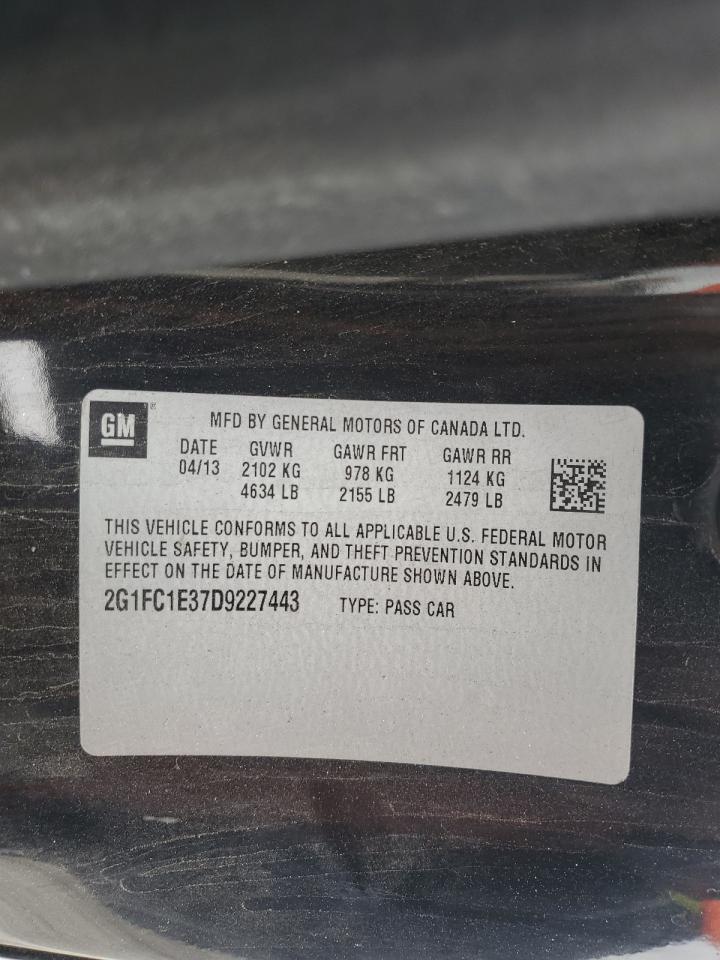 GM®
MFD BY GENERAL MOTORS OF CANADA LTD.
DATE GVWR GAWR FRT GAWR RR
04/13 2102 KG 978 KG 1124 KG
4634 LB 2155 LB 2479 LB
THIS VEHICLE CONFORMS TO ALL APPLICABLE U.S. FEDERAL MOTOR
VEHICLE SAFETY, BUMPER, AND THEFT PREVENTION STANDARDS IN
EFFECT ON THE DATE OF MANUFACTURE SHOWN ABOVE.
2G1FC1E37D9227443 TYPE: PASS CAR